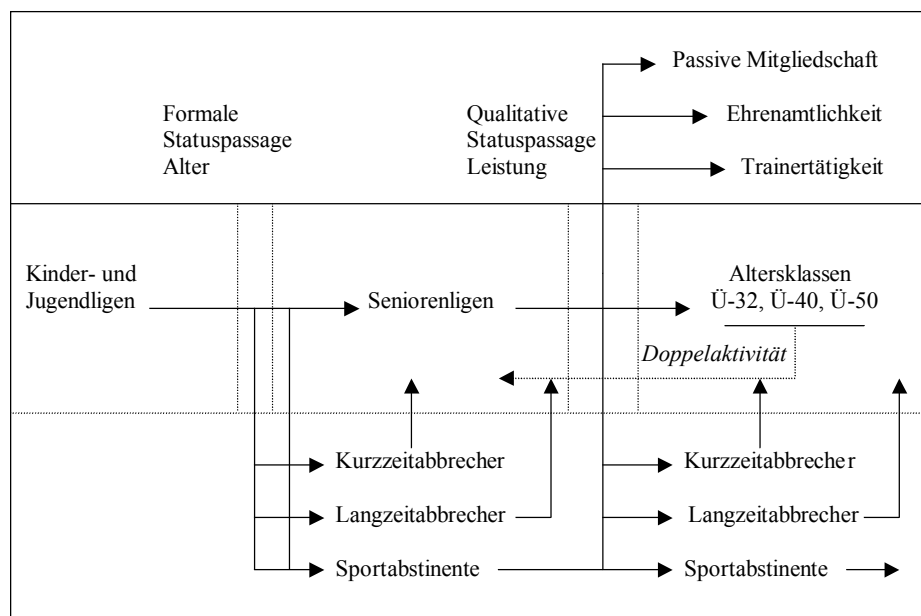 Passive Mitgliedschaft
Formale
Statuspassage
Alter
Qualitative
Statuspassage
Leistung
Ehrenamtlichkeit
Trainertätigkeit
Kinder- und
Jugendligen
Seniorenligen
Altersklassen
Ü-32, Ü-40, Ü-50
Doppelaktivität
Kurzzeitabbrecher
Kurzzeitabbrecher
Langzeitabbrecher
Langzeitabbrecher
Sportabstinente
Sportabstinente